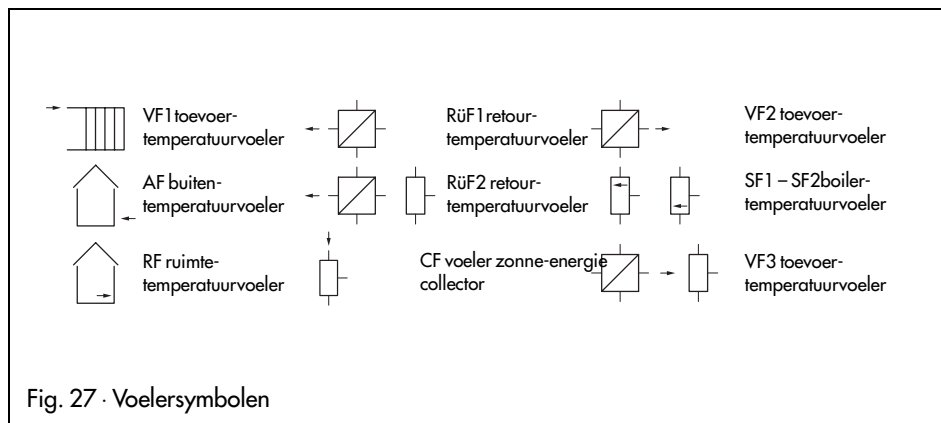 VF1 toevoer-
temperatuurvoeler
RüF1 retour-
temperatuurvoeler
VF2 toevoer-
temperatuurvoeler
AF buiten-
temperatuurvoeler
RüF2 retour-
temperatuurvoeler
SF1 – SF2boiler-
temperatuurvoeler
RF ruimte-
temperatuurvoeler
CF voeler zonne-energie
collector
VF3 toevoer-
temperatuurvoeler
Fig. 27 · Voelersymbolen